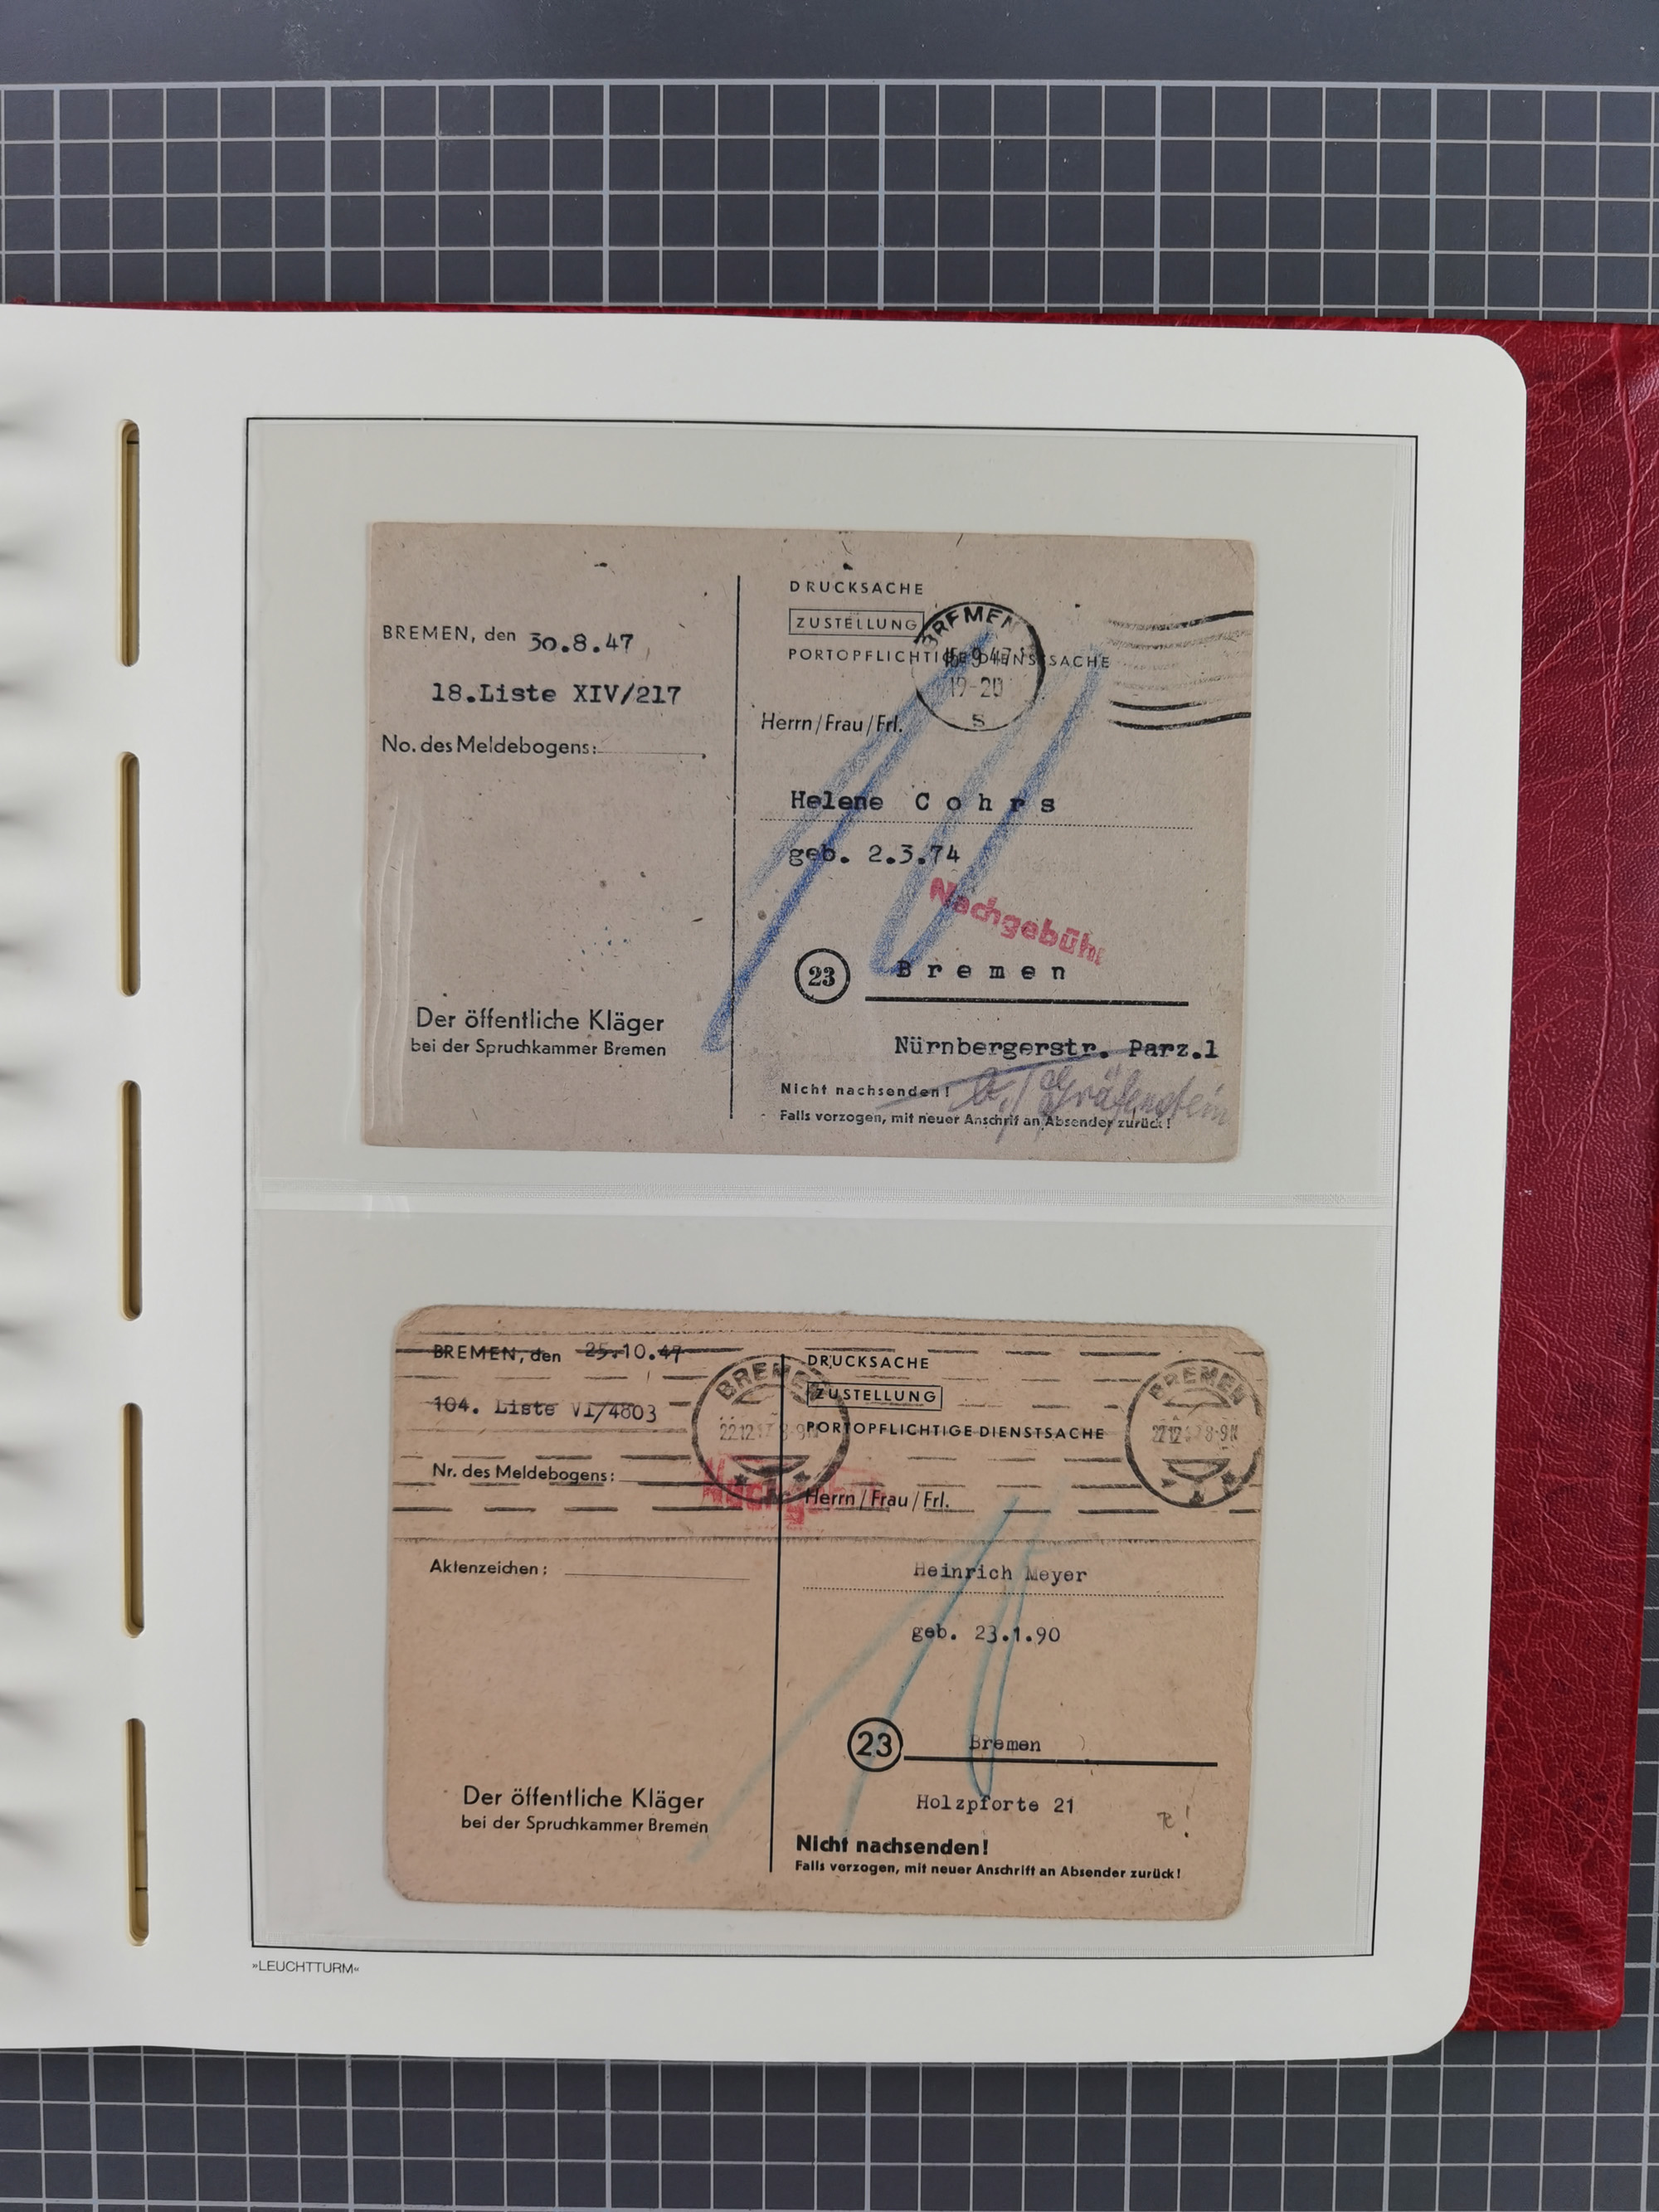 BREMEN, den 30.8.47
18.Liste XIV/217
No. des Meldebogens:
Der öffentliche Kläger
bei der Spruchkammer Bremen
DRUCKSACHE
ZUSTELLUNG
PORTOPFLICHTIGE DIENSTSACHE
BREMEN
19-20
S
Herrn/Frau/Frl.
Helene Cohrs
geb. 2.3.74
Nachgebühr
23 Bremen
Nürnbergerstr. Parz.1
Nicht nachsenden!
Falls verzogen, mit neuer Anschrift an Absender zurück!
BREMEN, den 25.10.47
104. Liste VI/4803
Nr. des Meldebogens:
Aktenzeichen:
Der öffentliche Kläger
bei der Spruchkammer Bremen
BREMEN
DRUCKSACHE
ZUSTELLUNG
PORTOPFLICHTIGE DIENSTSACHE
BREMEN
Herrn/Frau/Frl.
Heinrich Meyer
geb. 23.1.90
23 Bremen
Holzpforte 21
Nicht nachsenden!
Falls verzogen, mit neuer Anschrift an Absender zurück!
»LEUCHTTURM«